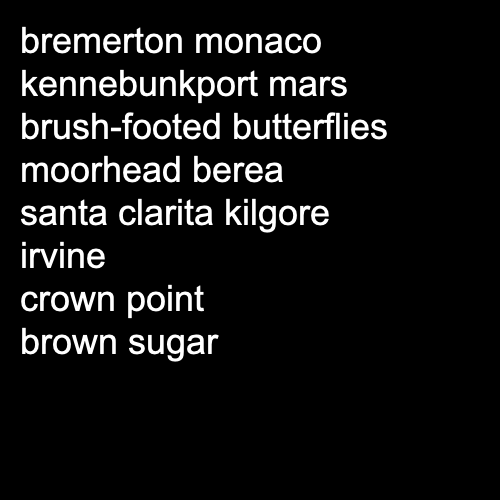 bremerton monaco
kennebunkport mars
brush-footed butterflies
moorhead berea
santa clarita kilgore
irvine
crown point
brown sugar